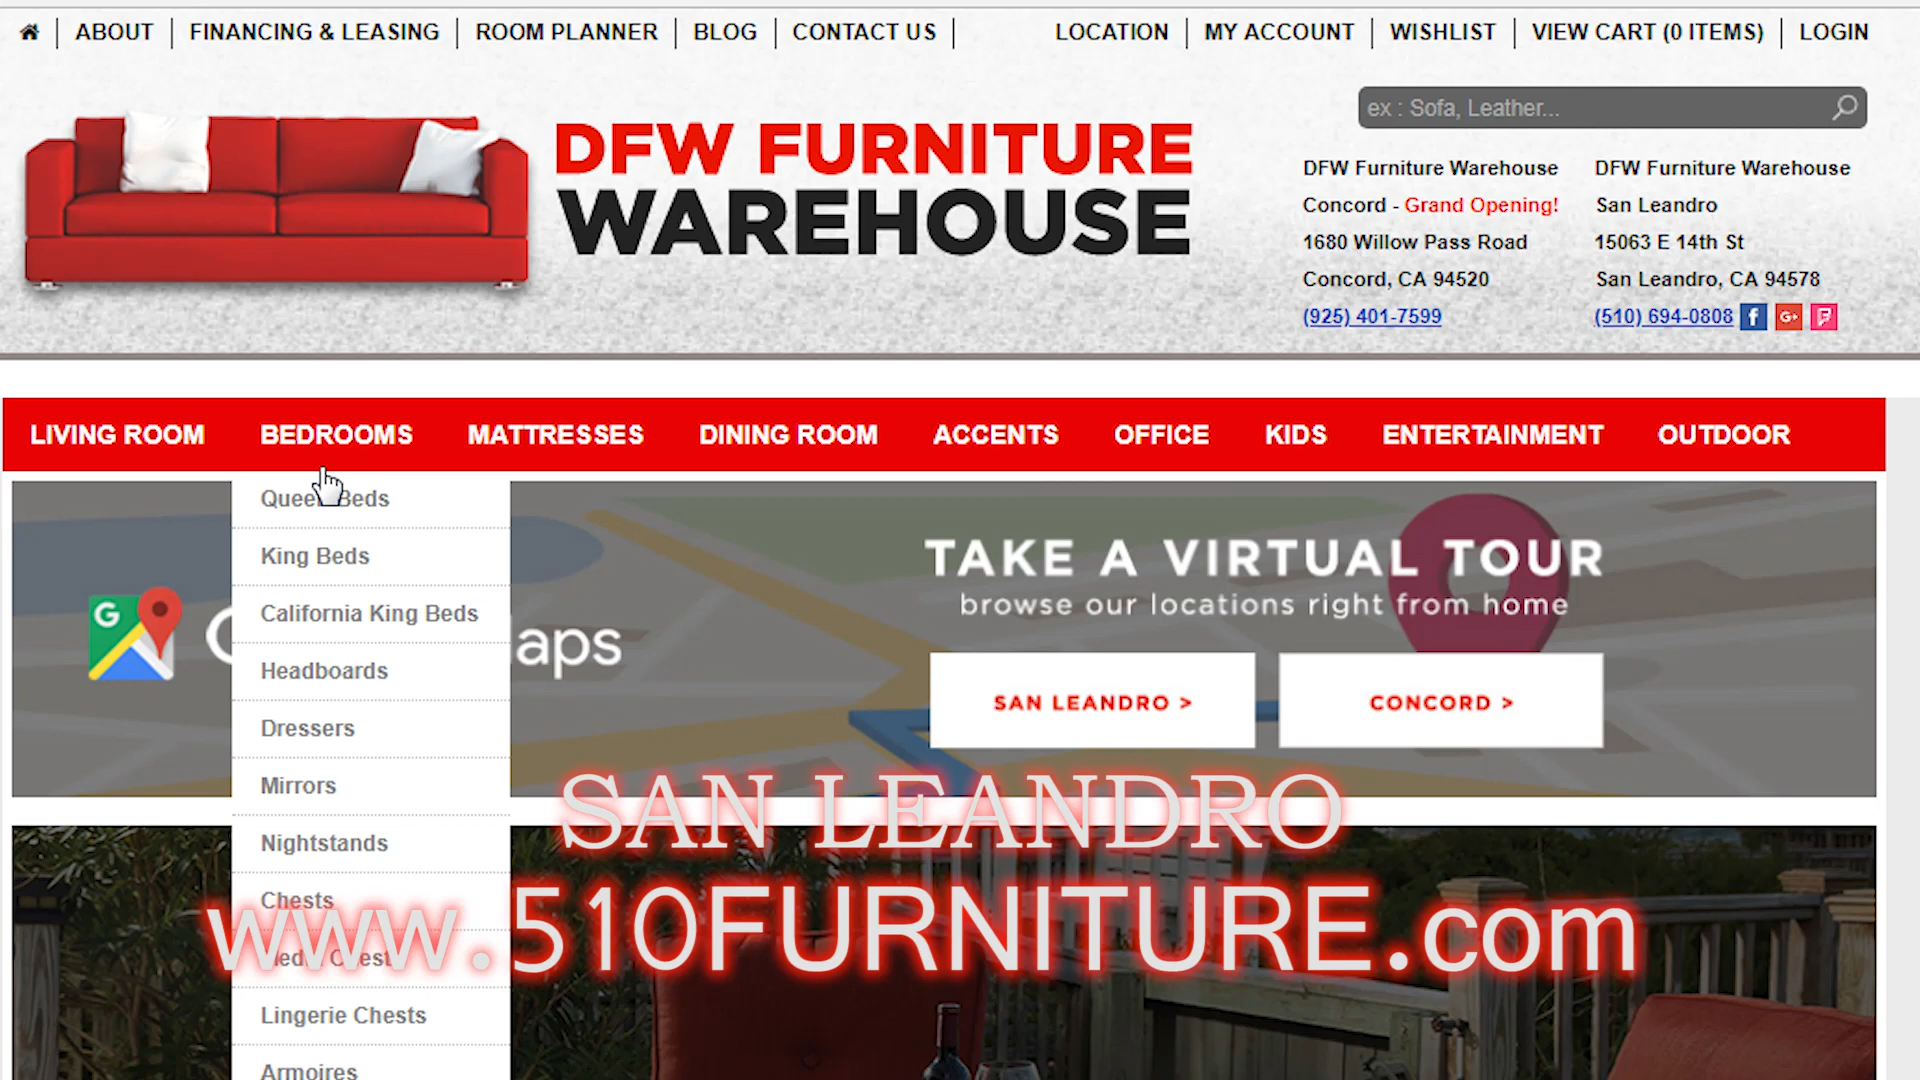 ABOUT
FINANCING & LEASING
ROOM PLANNER
BLOG
CONTACT US
LOCATION
MY ACCOUNT
WISHLIST
VIEW CART (0 ITEMS)
LOGIN
ex : Sofa, Leather...
DFW FURNITURE
WAREHOUSE
DFW Furniture Warehouse
Concord - Grand Opening!
1680 Willow Pass Road
Concord, CA 94520
(925) 401-7599
DFW Furniture Warehouse
San Leandro
15063 E 14th St
San Leandro, CA 94578
(510) 694-0808
f
G+
LIVING ROOM
BEDROOMS
MATTRESSES
DINING ROOM
ACCENTS
OFFICE
KIDS
ENTERTAINMENT
OUTDOOR
Queen Beds
King Beds
California King Beds
Headboards
Dressers
Mirrors
Nightstands
Chests
Lingerie Chests
Armoires
G
TAKE A VIRTUAL TOUR
browse our locations right from home
SAN LEANDRO >
CONCORD >
SAN LEANDRO
www.510FURNITURE.com